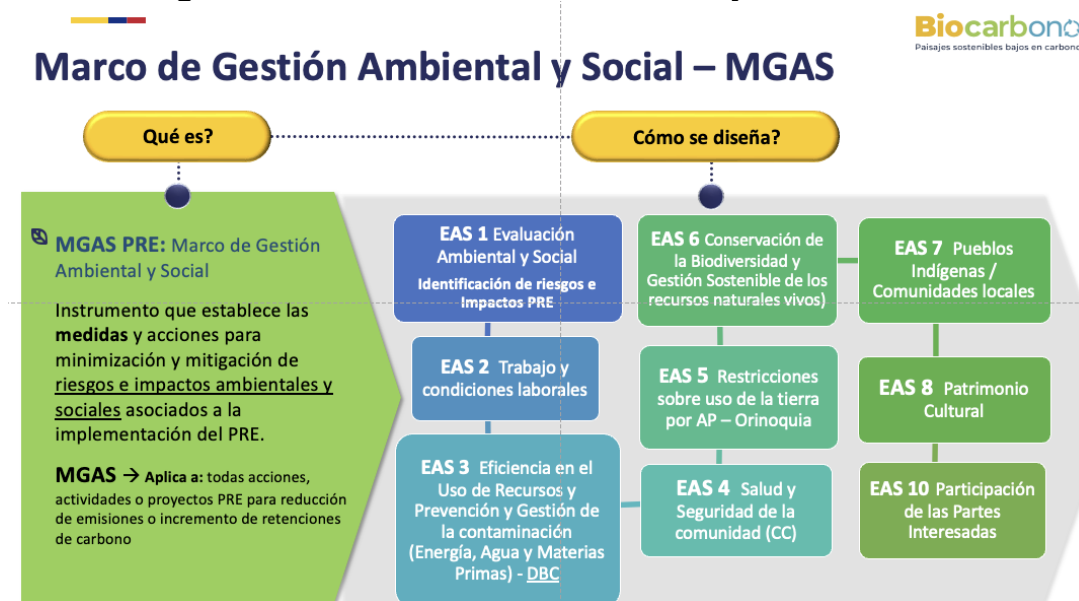 Biocarbono
Paisajes sostenibles bajos en carbono
Marco de Gestión Ambiental y Social – MGAS
Qué es?
Cómo se diseña?
MGAS PRE: Marco de Gestión
Ambiental y Social
Instrumento que establece las
medidas y acciones para
minimización y mitigación de
riesgos e impactos ambientales y
sociales asociados a la
implementación del PRE.
MGAS → Aplica a: todas acciones,
actividades o proyectos PRE para reducción
de emisiones o incremento de retenciones
de carbono
EAS 1 Evaluación
Ambiental y Social
Identificación de riesgos e
Impactos PRE
EAS 2 Trabajo y
condiciones laborales
EAS 3 Eficiencia en el
Uso de Recursos y
Prevención y Gestión de
la contaminación
(Energía, Agua y Materias
Primas) - DBC
EAS 4 Salud y
Seguridad de la
comunidad (CC)
EAS 5 Restricciones
sobre uso de la tierra
por AP – Orinoquia
EAS 6 Conservación de
la Biodiversidad y
Gestión Sostenible de los
recursos naturales vivos)
EAS 7 Pueblos
Indígenas /
Comunidades locales
EAS 8 Patrimonio
Cultural
EAS 10 Participación
de las Partes
Interesadas